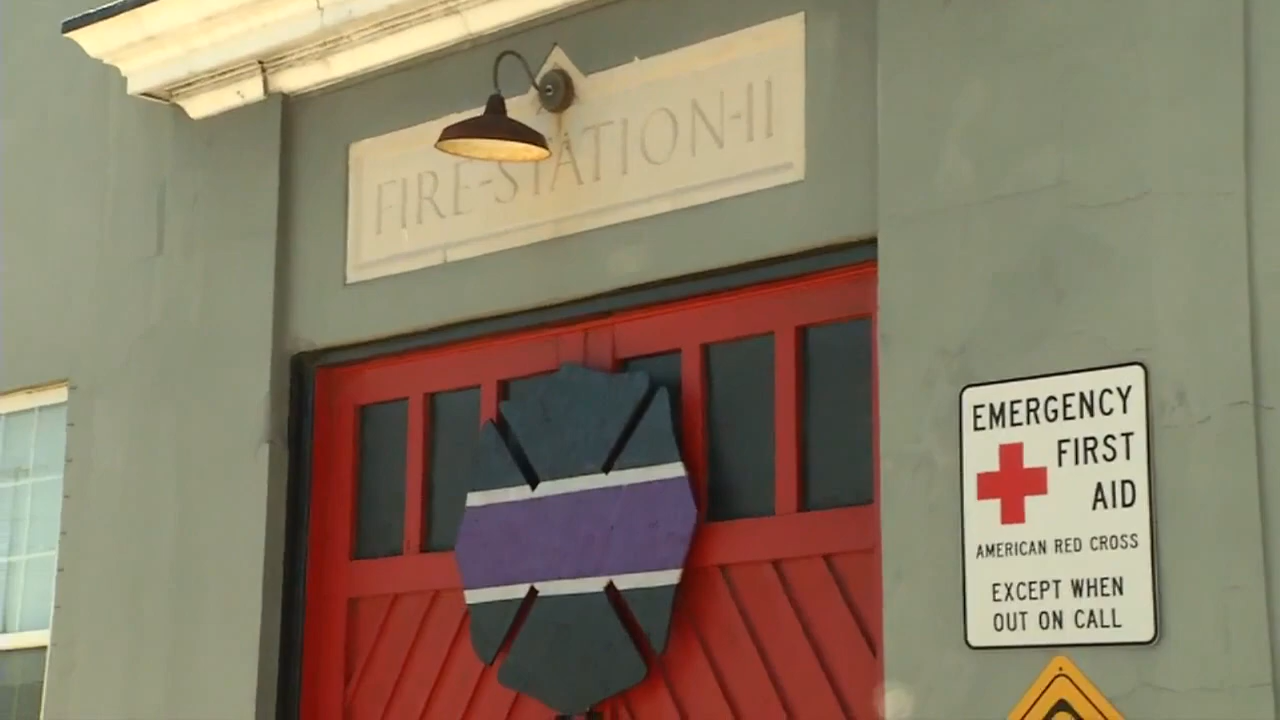 FIRE-STATION-11
EMERGENCY
FIRST
AID
AMERICAN RED CROSS
EXCEPT WHEN
OUT ON CALL